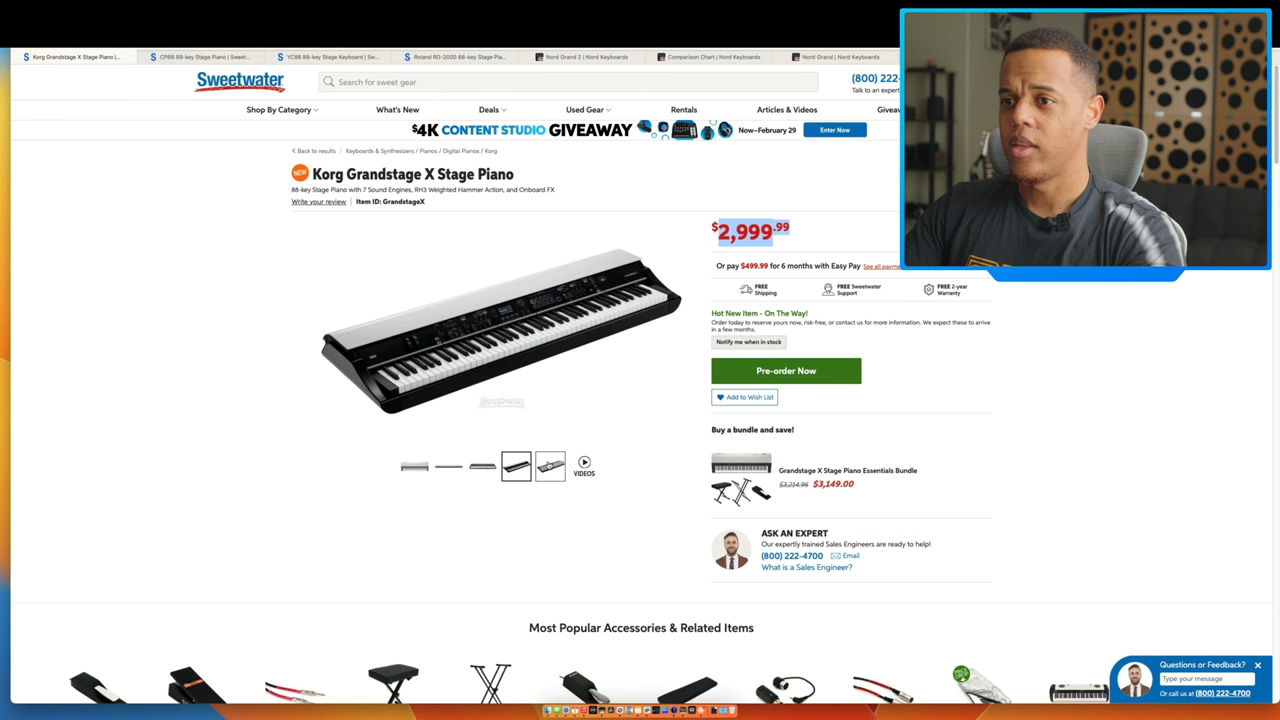 Korg Grandstage X Stage Piano |...
CP88 88-key Stage Piano | Sweet...
YC88 88-key Stage Keyboard | Sw...
Roland RD-2000 88-key Stage Pia...
Nord Grand 2 | Nord Keyboards
Comparison Chart | Nord Keyboards
Nord Grand | Nord Keyboards
Sweetwater
Search for sweet gear
(800) 222-
Talk to an expert
Shop By Category
What's New
Deals
Used Gear
Rentals
Articles & Videos
Giveaw
$4K CONTENT STUDIO GIVEAWAY
Now–February 29
Enter Now
Back to results
Keyboards & Synthesizers / Pianos / Digital Pianos / Korg
NEW
Korg Grandstage X Stage Piano
88-key Stage Piano with 7 Sound Engines, RH3 Weighted Hammer Action, and Onboard FX
Write your review
Item ID: GrandstageX
$2,999.99
Or pay $499.99 for 6 months with Easy Pay See all payme
FREE Shipping
FREE Sweetwater Support
FREE 2-year Warranty
Hot New Item - On The Way!
Order today to reserve yours now, risk-free, or contact us for more information. We expect these to arrive
in a few months.
Notify me when in stock
Pre-order Now
Add to Wish List
Sweetwater
VIDEOS
Buy a bundle and save!
Grandstage X Stage Piano Essentials Bundle
$3,214.96 $3,149.00
ASK AN EXPERT
Our expertly trained Sales Engineers are ready to help!
(800) 222-4700 Email
What is a Sales Engineer?
Most Popular Accessories & Related Items
Questions or Feedback?
Type your message
Or call us at (800) 222-4700